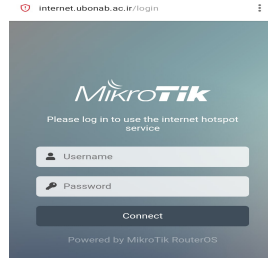 internet.ubonab.ac.ir/login
MikroTik
Please log in to use the internet hotspot
service
Username
Password
Connect
Powered by MikroTik RouterOS